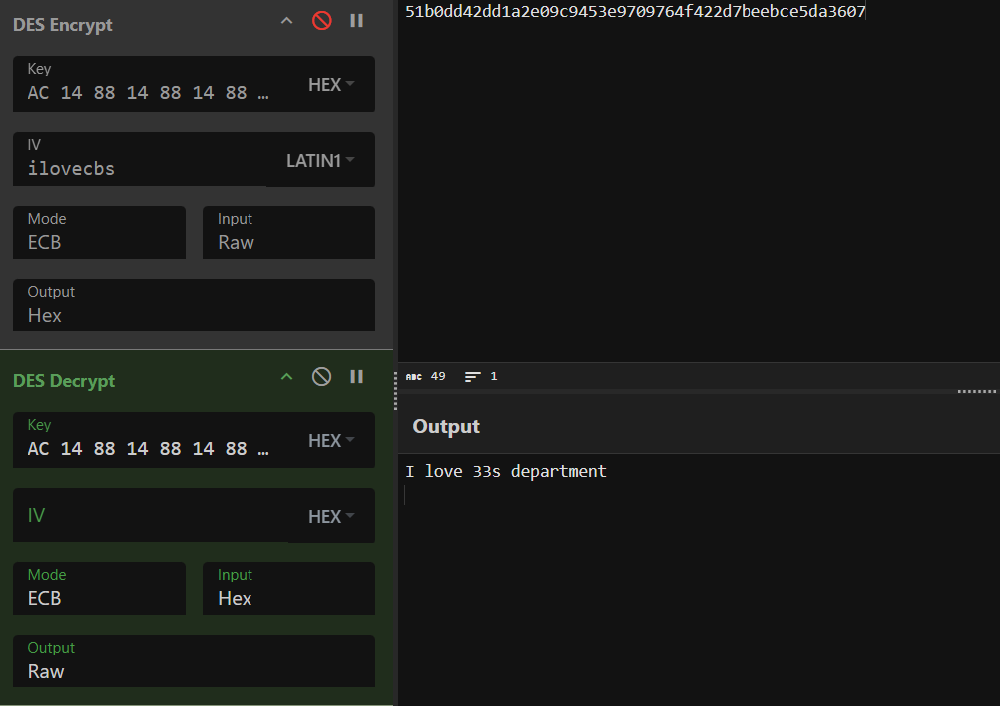 DES Encrypt
Key
AC 14 88 14 88 14 88 …
HEX
IV
ilovecbs
LATIN1
Mode
ECB
Input
Raw
Output
Hex
DES Decrypt
Key
AC 14 88 14 88 14 88 …
HEX
IV
HEX
Mode
ECB
Input
Hex
Output
Raw
51b0dd42dd1a2e09c9453e9709764f422d7beebce5da3607
ABC 49 1
Output
I love 33s department